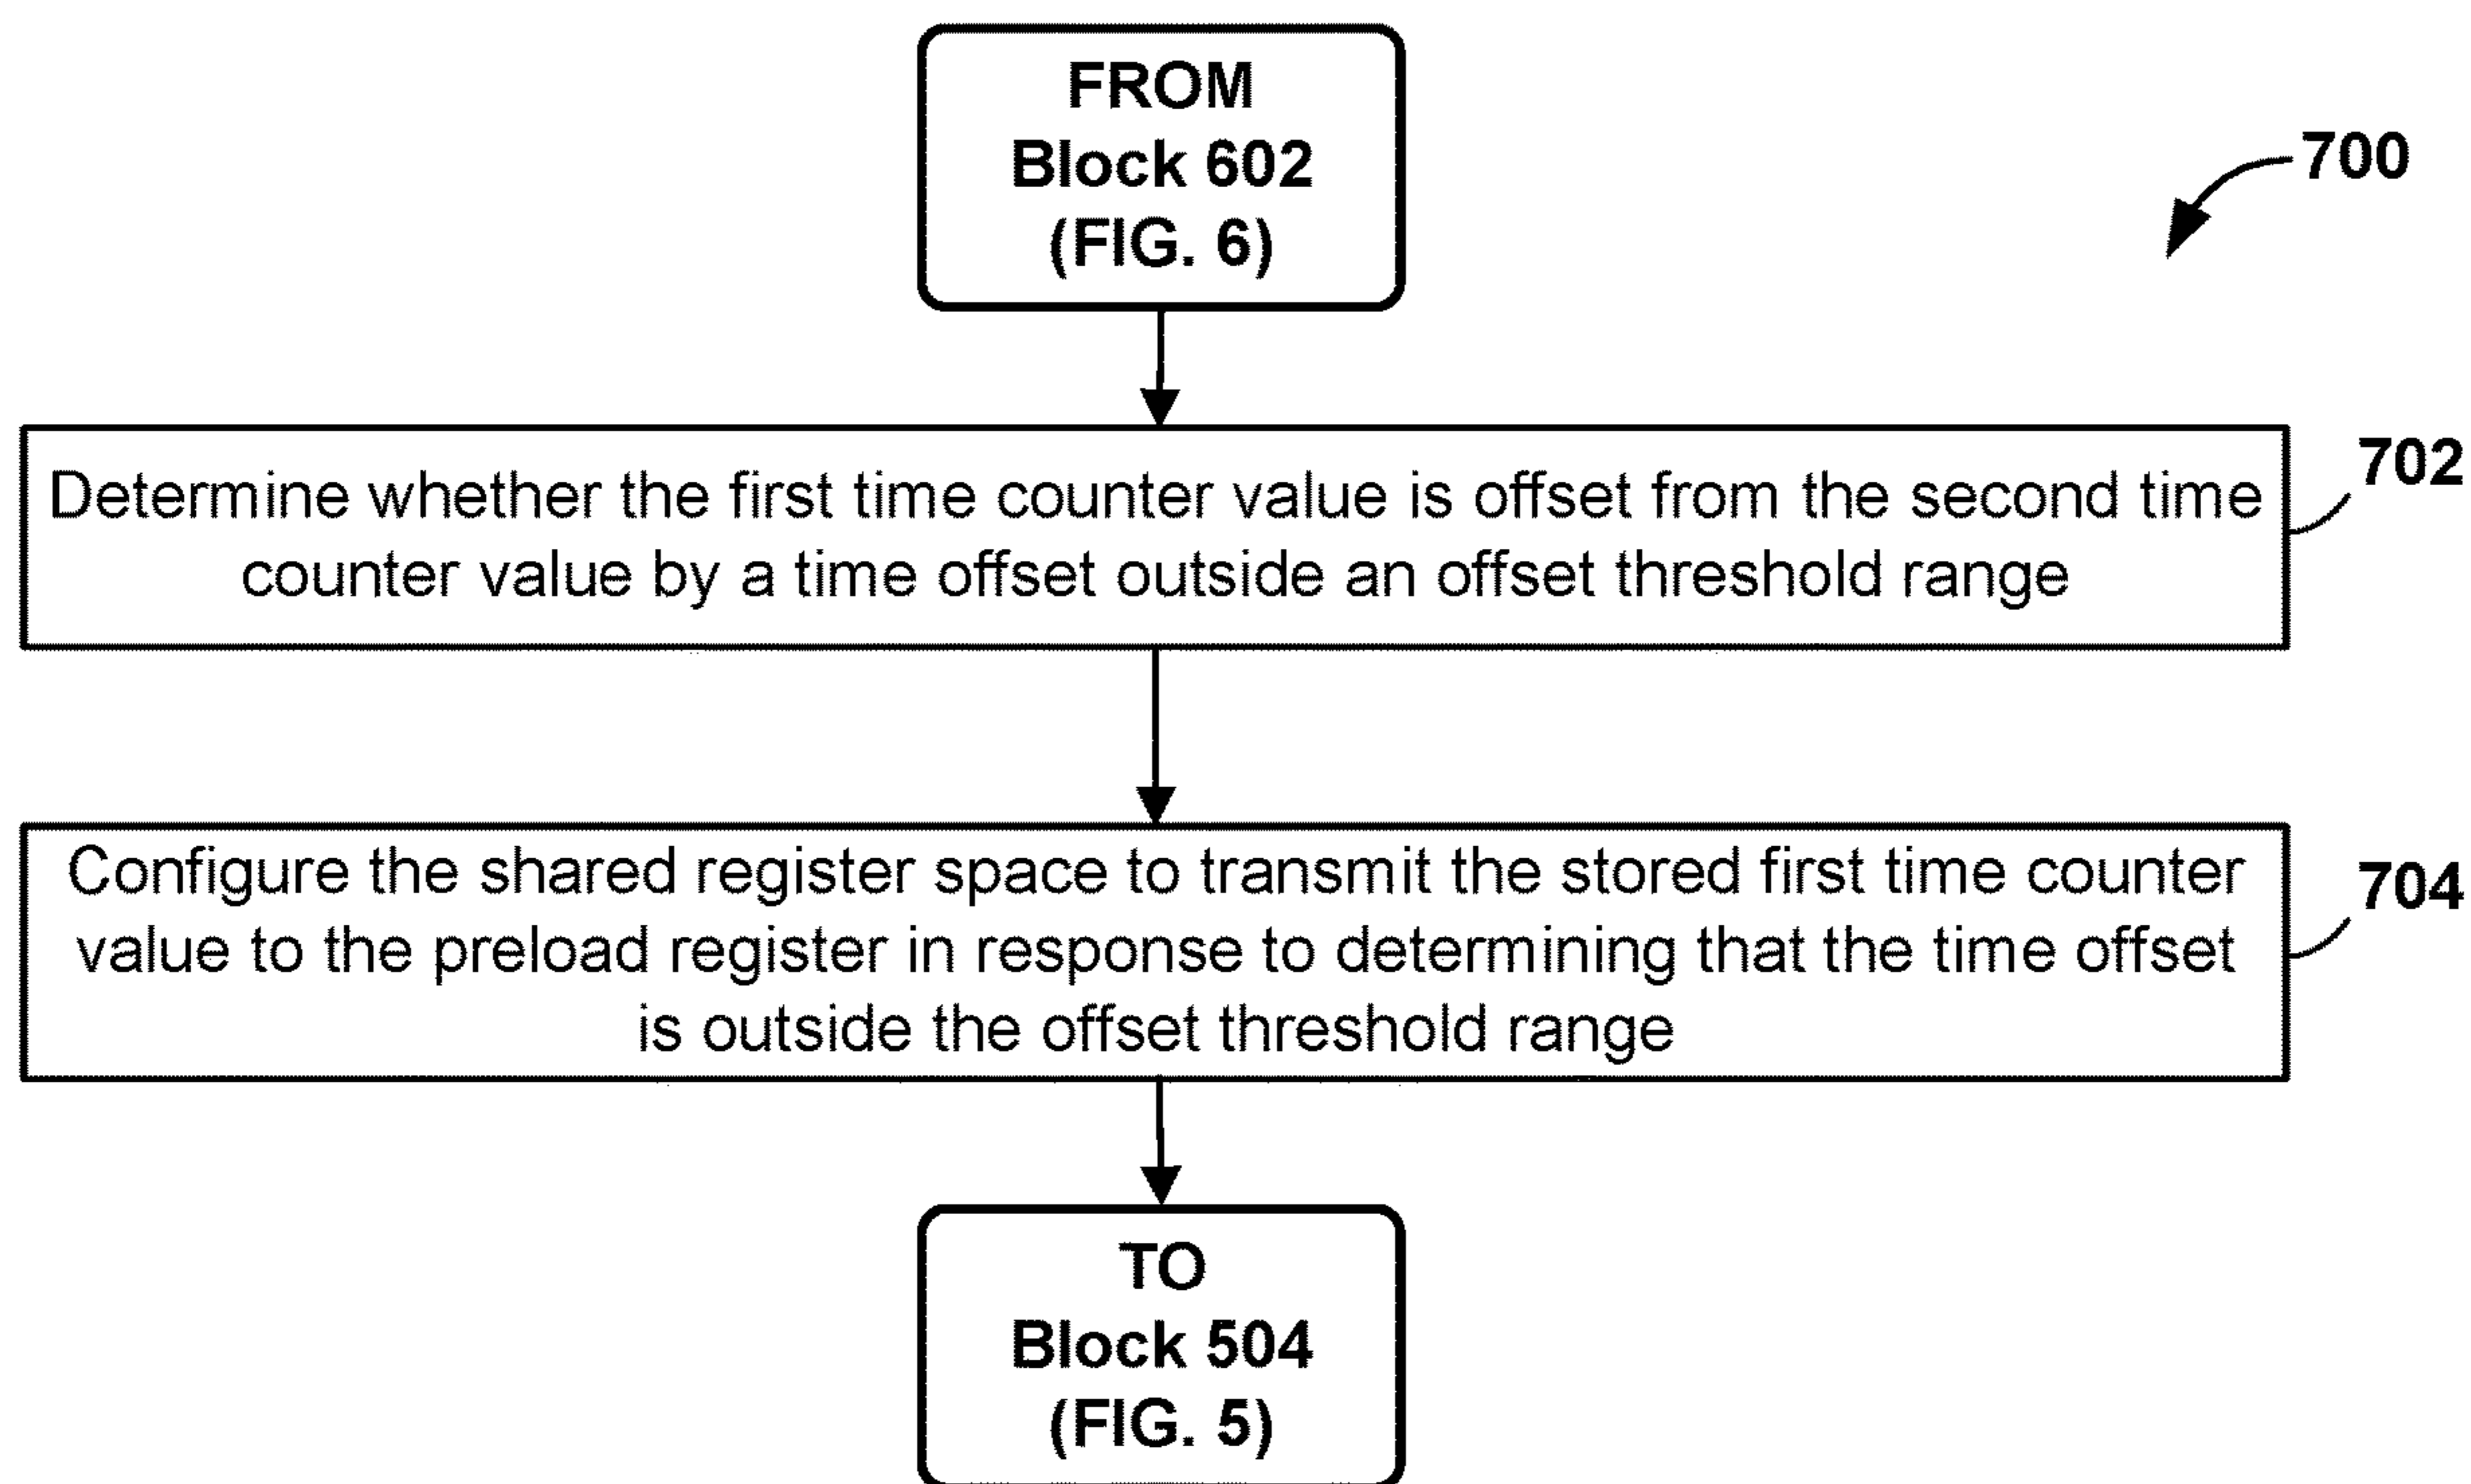 FROM
Block 602
(FIG. 6)
700
Determine whether the first time counter value is offset from the second time
counter value by a time offset outside an offset threshold range
702
Configure the shared register space to transmit the stored first time counter
value to the preload register in response to determining that the time offset
is outside the offset threshold range
704
TO
Block 504
(FIG. 5)